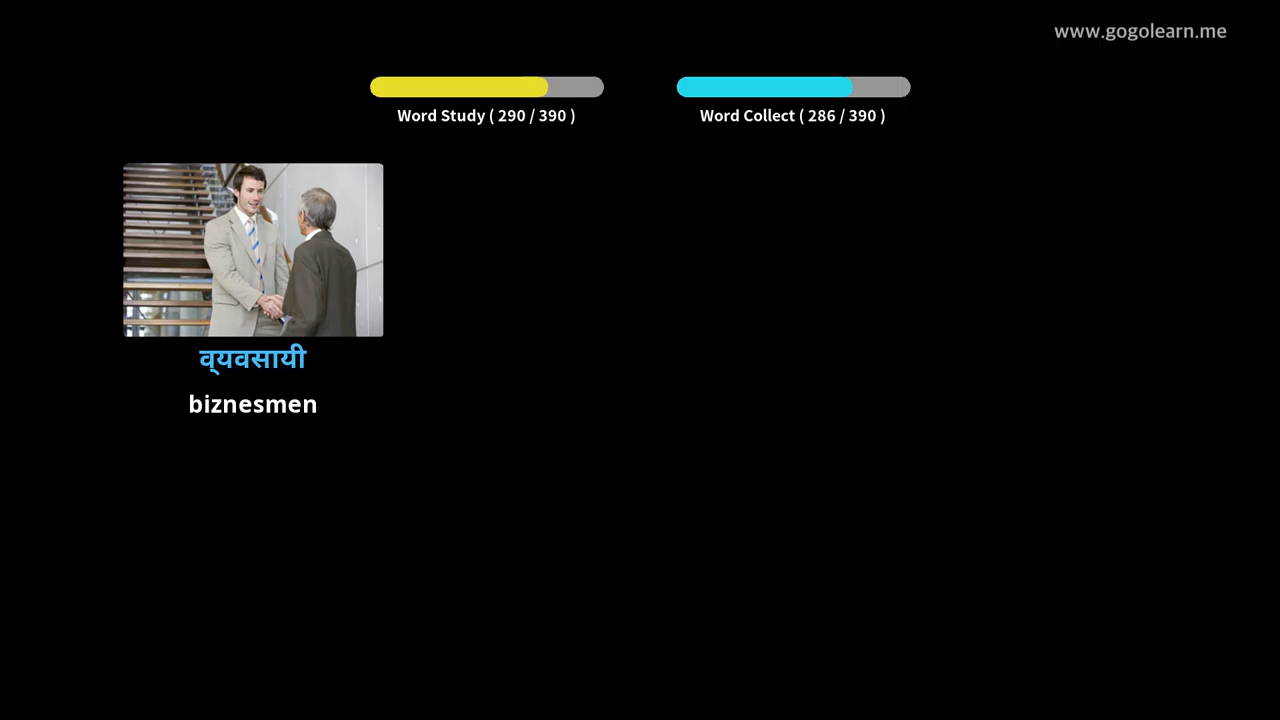 www.gogolearn.me
Word Study ( 290 / 390 )
Word Collect ( 286 / 390 )
व्यवसायी
biznesmen